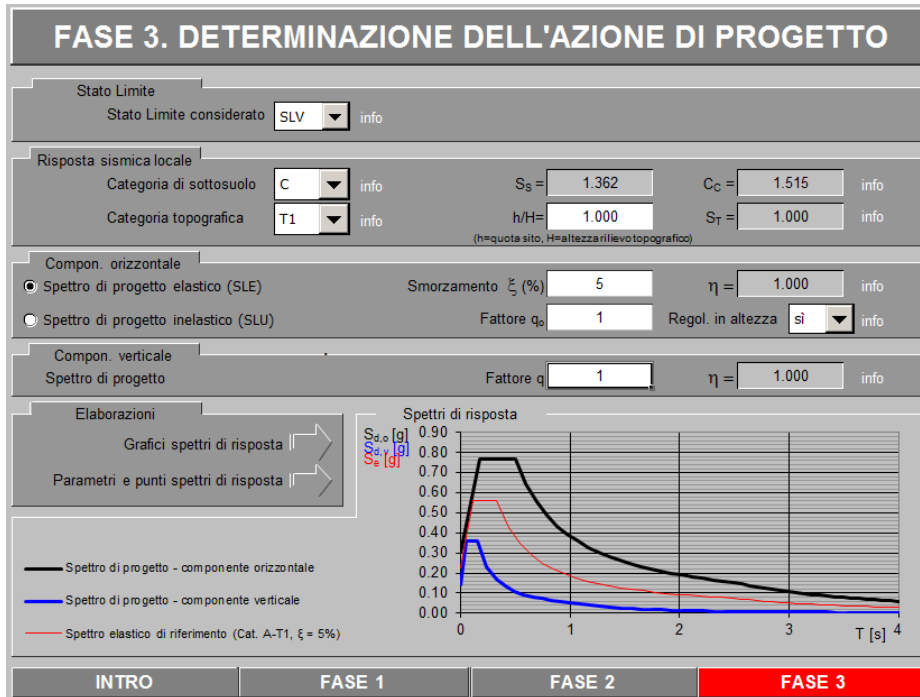 FASE 3. DETERMINAZIONE DELL'AZIONE DI PROGETTO
Stato Limite
Stato Limite considerato SLV info
Risposta sismica locale
Categoria di sottosuolo C info SS = 1.362 CC = 1.515 info
Categoria topografica T1 info h/H= 1.000 ST = 1.000 info
(h=quota sito, H=altezza rilievo topografico)
Compon. orizzontale
Spettro di progetto elastico (SLE) Smorzamento ξ (%) 5 η = 1.000 info
Spettro di progetto inelastico (SLU) Fattore qo 1 Regol. in altezza sì info
Compon. verticale
Spettro di progetto Fattore q 1 η = 1.000 info
Elaborazioni
Grafici spettri di risposta
Parametri e punti spettri di risposta
Spettri di risposta
Sd,o [g]
Sd,v [g]
Se [g]
0.90
0.80
0.70
0.60
0.50
0.40
0.30
0.20
0.10
0.00
0 1 2 3 T [s] 4
Spettro di progetto - componente orizzontale
Spettro di progetto - componente verticale
Spettro elastico di riferimento (Cat. A-T1, ξ = 5%)
INTRO FASE 1 FASE 2 FASE 3